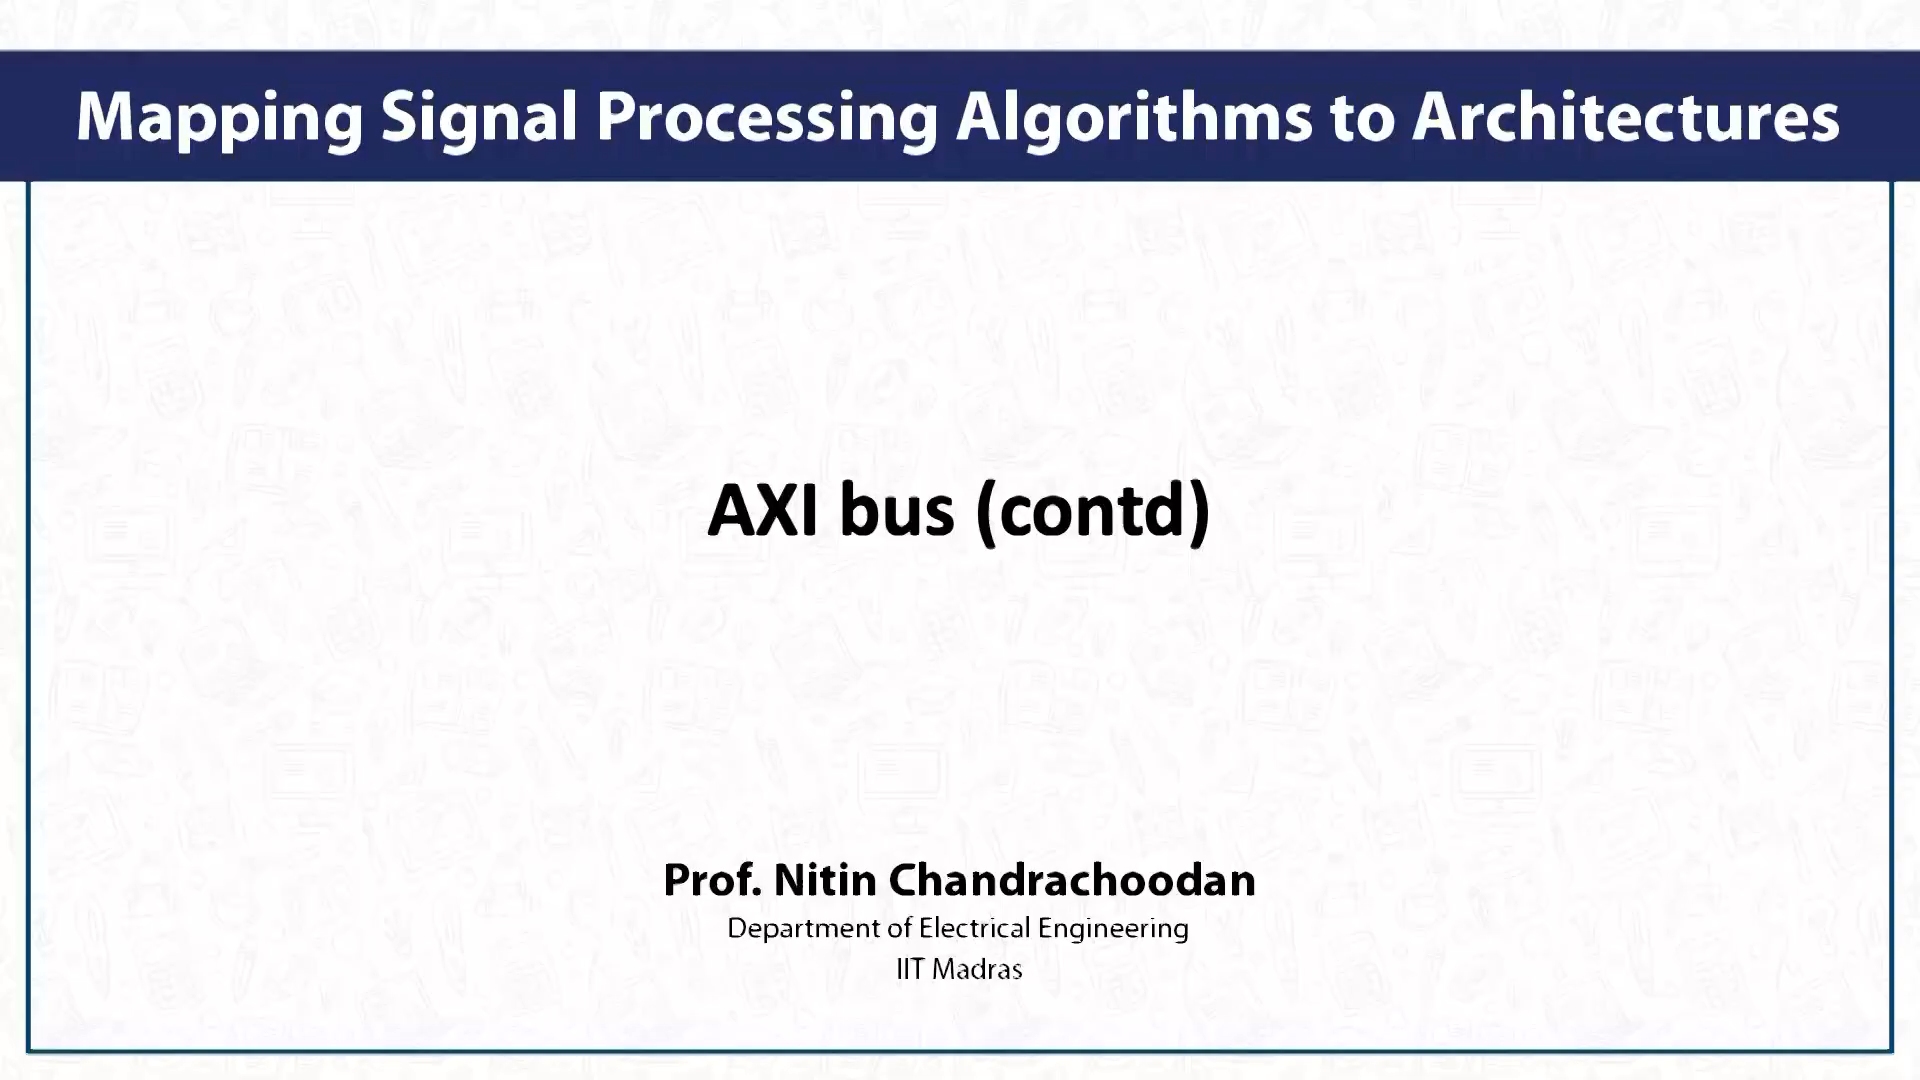 Mapping Signal Processing Algorithms to Architectures
AXI bus (contd)
Prof. Nitin Chandrachoodan
Department of Electrical Engineering
IIT Madras